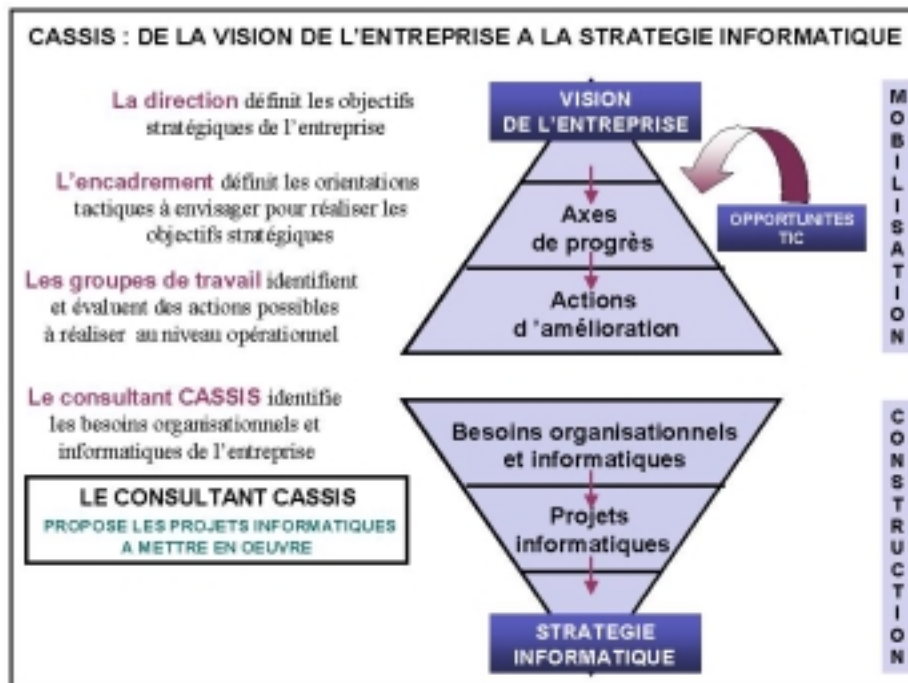 CASSIS : DE LA VISION DE L'ENTREPRISE A LA STRATEGIE INFORMATIQUE
La direction définit les objectifs
stratégiques de l'entreprise
VISION
DE L'ENTREPRISE
L'encadrement définit les orientations
tactiques à envisager pour réaliser les
objectifs stratégiques
Axes
de progrès
OPPORTUNITES
TIC
Les groupes de travail identifient
et évaluent des actions possibles
à réaliser au niveau opérationnel
Actions
d 'amélioration
MOBILISATION
Le consultant CASSIS identifie
les besoins organisationnels et
informatiques de l'entreprise
Besoins organisationnels
et informatiques
LE CONSULTANT CASSIS
PROPOSE LES PROJETS INFORMATIQUES
A METTRE EN OEUVRE
Projets
informatiques
STRATEGIE
INFORMATIQUE
CONSTRUCTION